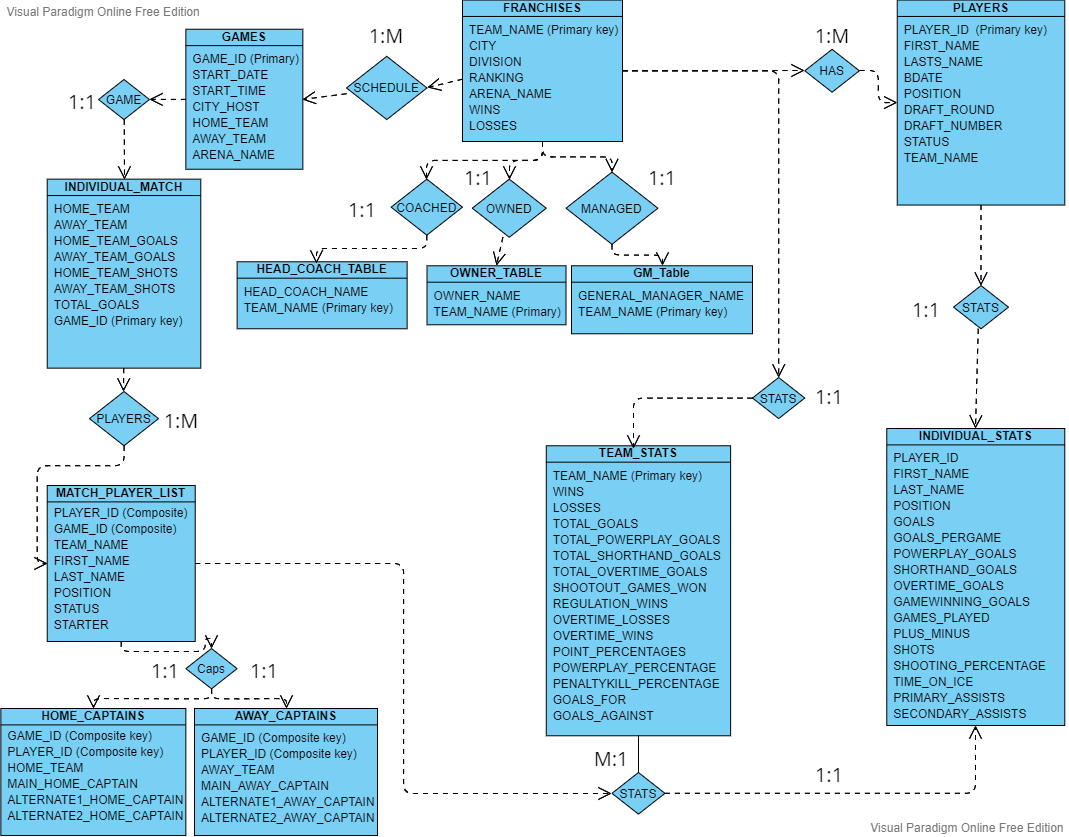 Visual Paradigm Online Free Edition
FRANCHISES
TEAM_NAME (Primary key)
CITY
DIVISION
RANKING
ARENA_NAME
WINS
LOSSES
PLAYERS
PLAYER_ID (Primary key)
FIRST_NAME
LASTS_NAME
BDATE
POSITION
DRAFT_ROUND
DRAFT_NUMBER
STATUS
TEAM_NAME
GAMES
GAME_ID (Primary)
START_DATE
START_TIME
CITY_HOST
HOME_TEAM
AWAY_TEAM
ARENA_NAME
1:M
SCHEDULE
1:M
HAS
1:1
GAME
INDIVIDUAL_MATCH
HOME_TEAM
AWAY_TEAM
HOME_TEAM_GOALS
AWAY_TEAM_GOALS
HOME_TEAM_SHOTS
AWAY_TEAM_SHOTS
TOTAL_GOALS
GAME_ID (Primary key)
1:1
COACHED
1:1
OWNED
MANAGED
1:1
HEAD_COACH_TABLE
HEAD_COACH_NAME
TEAM_NAME (Primary key)
OWNER_TABLE
OWNER_NAME
TEAM_NAME (Primary)
GM_Table
GENERAL_MANAGER_NAME
TEAM_NAME (Primary key)
1:1
STATS
STATS
1:1
PLAYERS
1:M
MATCH_PLAYER_LIST
PLAYER_ID (Composite)
GAME_ID (Composite)
TEAM_NAME
FIRST_NAME
LAST_NAME
POSITION
STATUS
STARTER
TEAM_STATS
TEAM_NAME (Primary key)
WINS
LOSSES
TOTAL_GOALS
TOTAL_POWERPLAY_GOALS
TOTAL_SHORTHAND_GOALS
TOTAL_OVERTIME_GOALS
SHOOTOUT_GAMES_WON
REGULATION_WINS
OVERTIME_LOSSES
OVERTIME_WINS
POINT_PERCENTAGES
POWERPLAY_PERCENTAGE
PENALTYKILL_PERCENTAGE
GOALS_FOR
GOALS_AGAINST
INDIVIDUAL_STATS
PLAYER_ID
FIRST_NAME
LAST_NAME
POSITION
GOALS
GOALS_PERGAME
POWERPLAY_GOALS
SHORTHAND_GOALS
OVERTIME_GOALS
GAMEWINNING_GOALS
GAMES_PLAYED
PLUS_MINUS
SHOTS
SHOOTING_PERCENTAGE
TIME_ON_ICE
PRIMARY_ASSISTS
SECONDARY_ASSISTS
1:1
Caps
1:1
HOME_CAPTAINS
GAME_ID (Composite key)
PLAYER_ID (Composite key)
HOME_TEAM
MAIN_HOME_CAPTAIN
ALTERNATE1_HOME_CAPTAIN
ALTERNATE2_HOME_CAPTAIN
AWAY_CAPTAINS
GAME_ID (Composite key)
PLAYER_ID (Composite key)
AWAY_TEAM
MAIN_AWAY_CAPTAIN
ALTERNATE1_AWAY_CAPTAIN
ALTERNATE2_AWAY_CAPTAIN
M:1
STATS
1:1
Visual Paradigm Online Free Edition